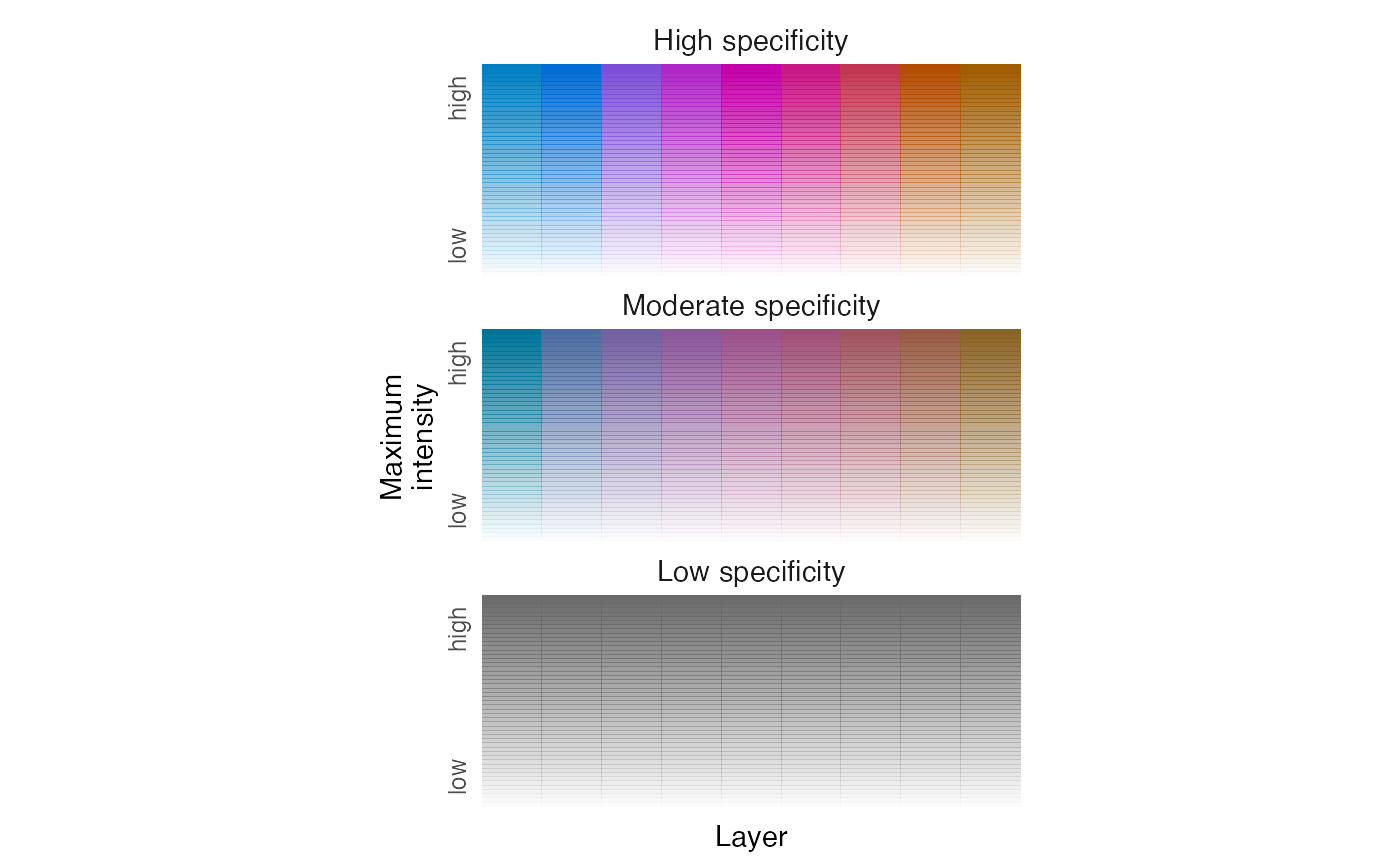 High specificity
high
low
Moderate specificity
high
low
Maximum
intensity
Low specificity
high
low
Layer